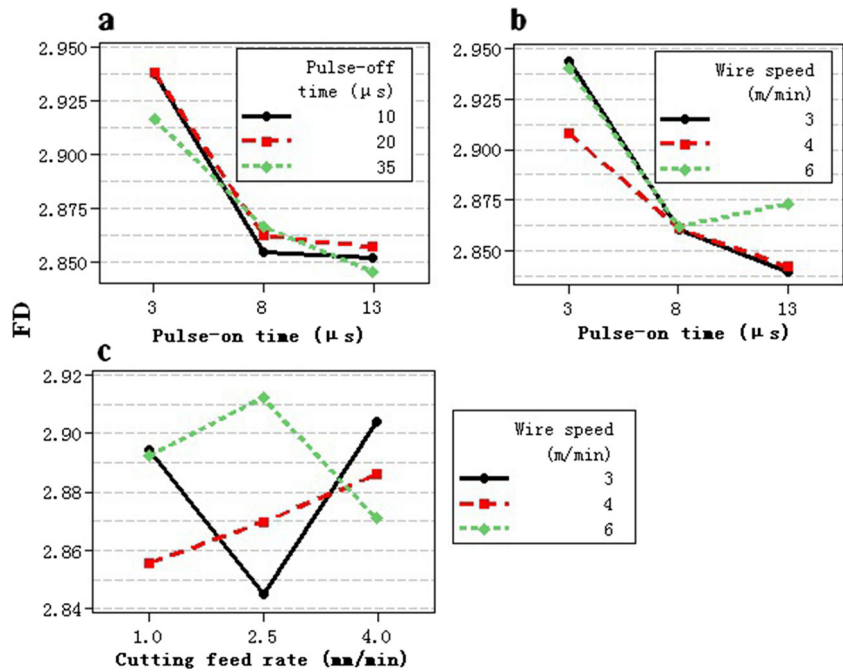 a
2.950
2.925
2.900
2.875
2.850
Pulse-off
time (μs)
10
20
35
3 8 13
Pulse-on time (μs)
b
2.950
2.925
2.900
2.875
2.850
Wire speed
(m/min)
3
4
6
3 8 13
Pulse-on time (μs)
FD
c
2.92
2.90
2.88
2.86
2.84
1.0 2.5 4.0
Cutting feed rate (mm/min)
Wire speed
(m/min)
3
4
6